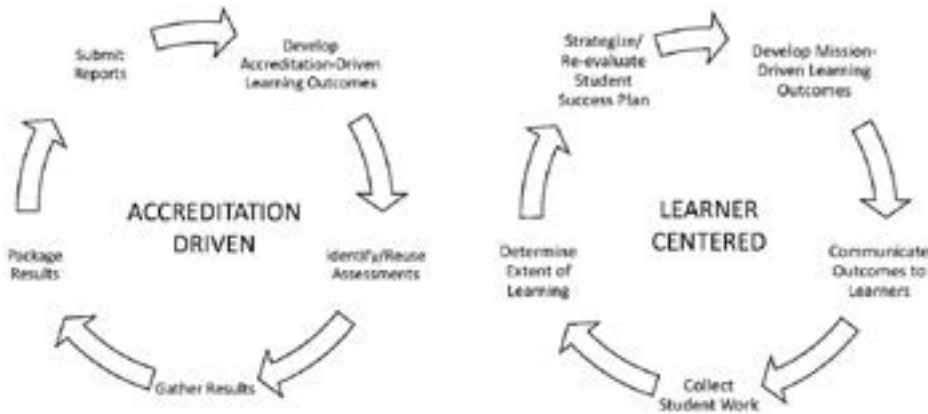 Submit
Reports
Develop
Accreditation-Driven
Learning Outcomes
ACCREDITATION
DRIVEN
Package
Results
Identify/Reuse
Assessments
Gather Results
Strategize/
Re-evaluate
Student
Success Plan
Develop Mission-
Driven Learning
Outcomes
LEARNER
CENTERED
Determine
Extent of
Learning
Communicate
Outcomes to
Learners
Collect
Student Work